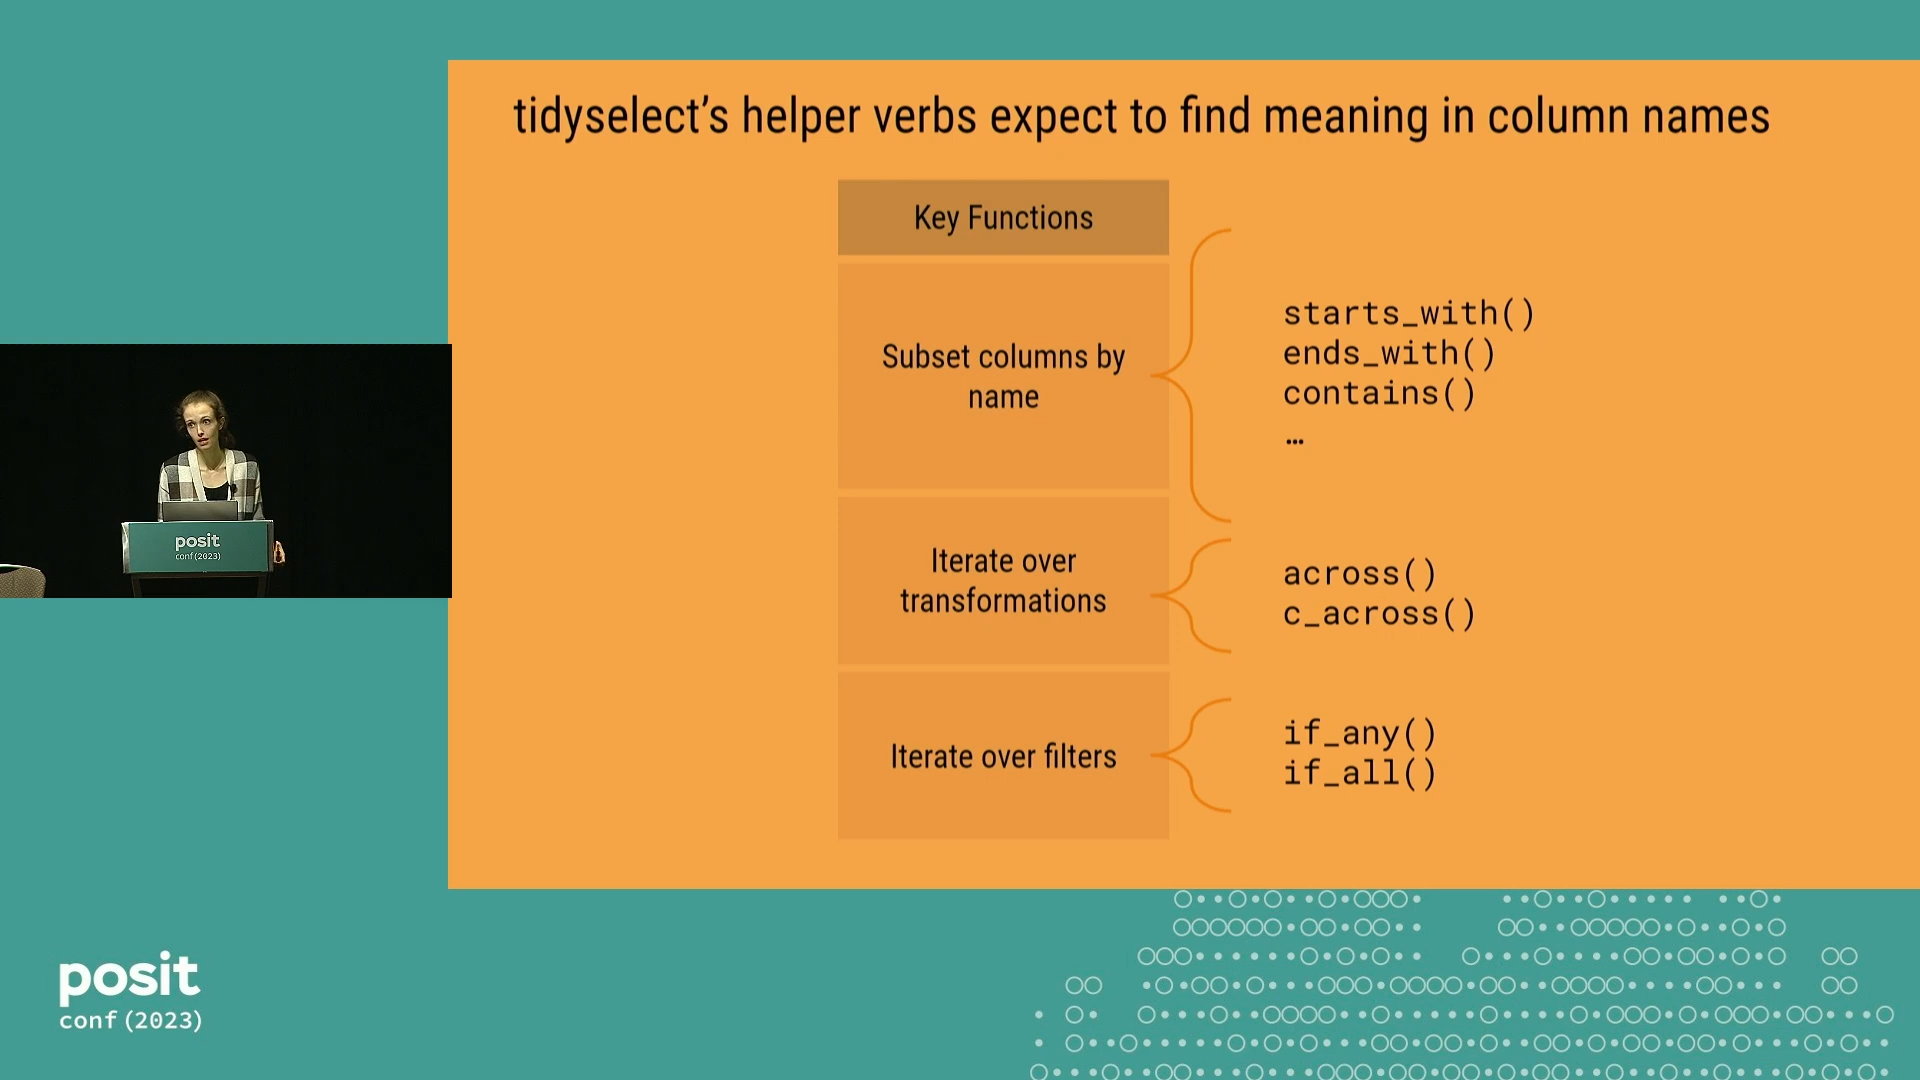 tidyselect’s helper verbs expect to find meaning in column names
Key Functions
Subset columns by
name
starts_with()
ends_with()
contains()
…
Iterate over
transformations
across()
c_across()
Iterate over filters
if_any()
if_all()
posit
conf(2023)
posit
conf(2023)